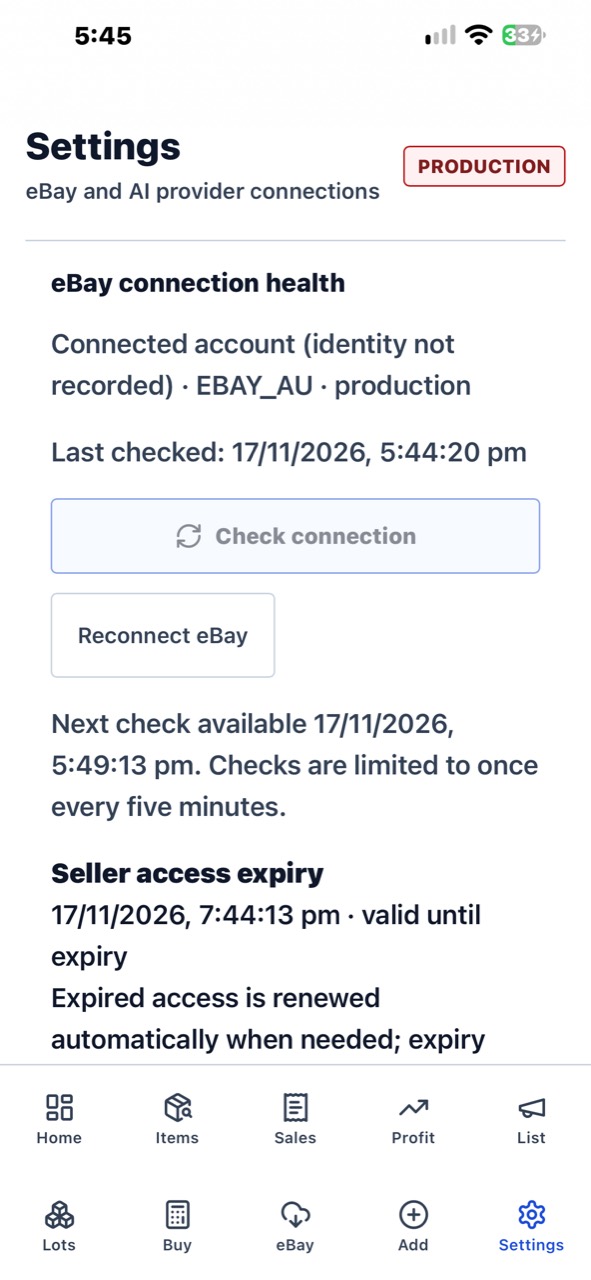 5:45
33
Settings
PRODUCTION
eBay and AI provider connections
eBay connection health
Connected account (identity not
recorded) · EBAY_AU · production
Last checked: 17/11/2026, 5:44:20 pm
Check connection
Reconnect eBay
Next check available 17/11/2026,
5:49:13 pm. Checks are limited to once
every five minutes.
Seller access expiry
17/11/2026, 7:44:13 pm · valid until
expiry
Expired access is renewed
automatically when needed; expiry
Home Items Sales Profit List
Lots Buy eBay Add Settings